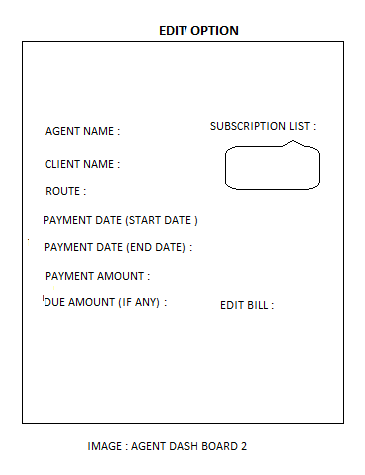 EDIT OPTION
AGENT NAME :
SUBSCRIPTION LIST :
CLIENT NAME :
ROUTE :
PAYMENT DATE (START DATE )
PAYMENT DATE (END DATE) :
PAYMENT AMOUNT :
DUE AMOUNT (IF ANY) :
EDIT BILL :
IMAGE : AGENT DASH BOARD 2